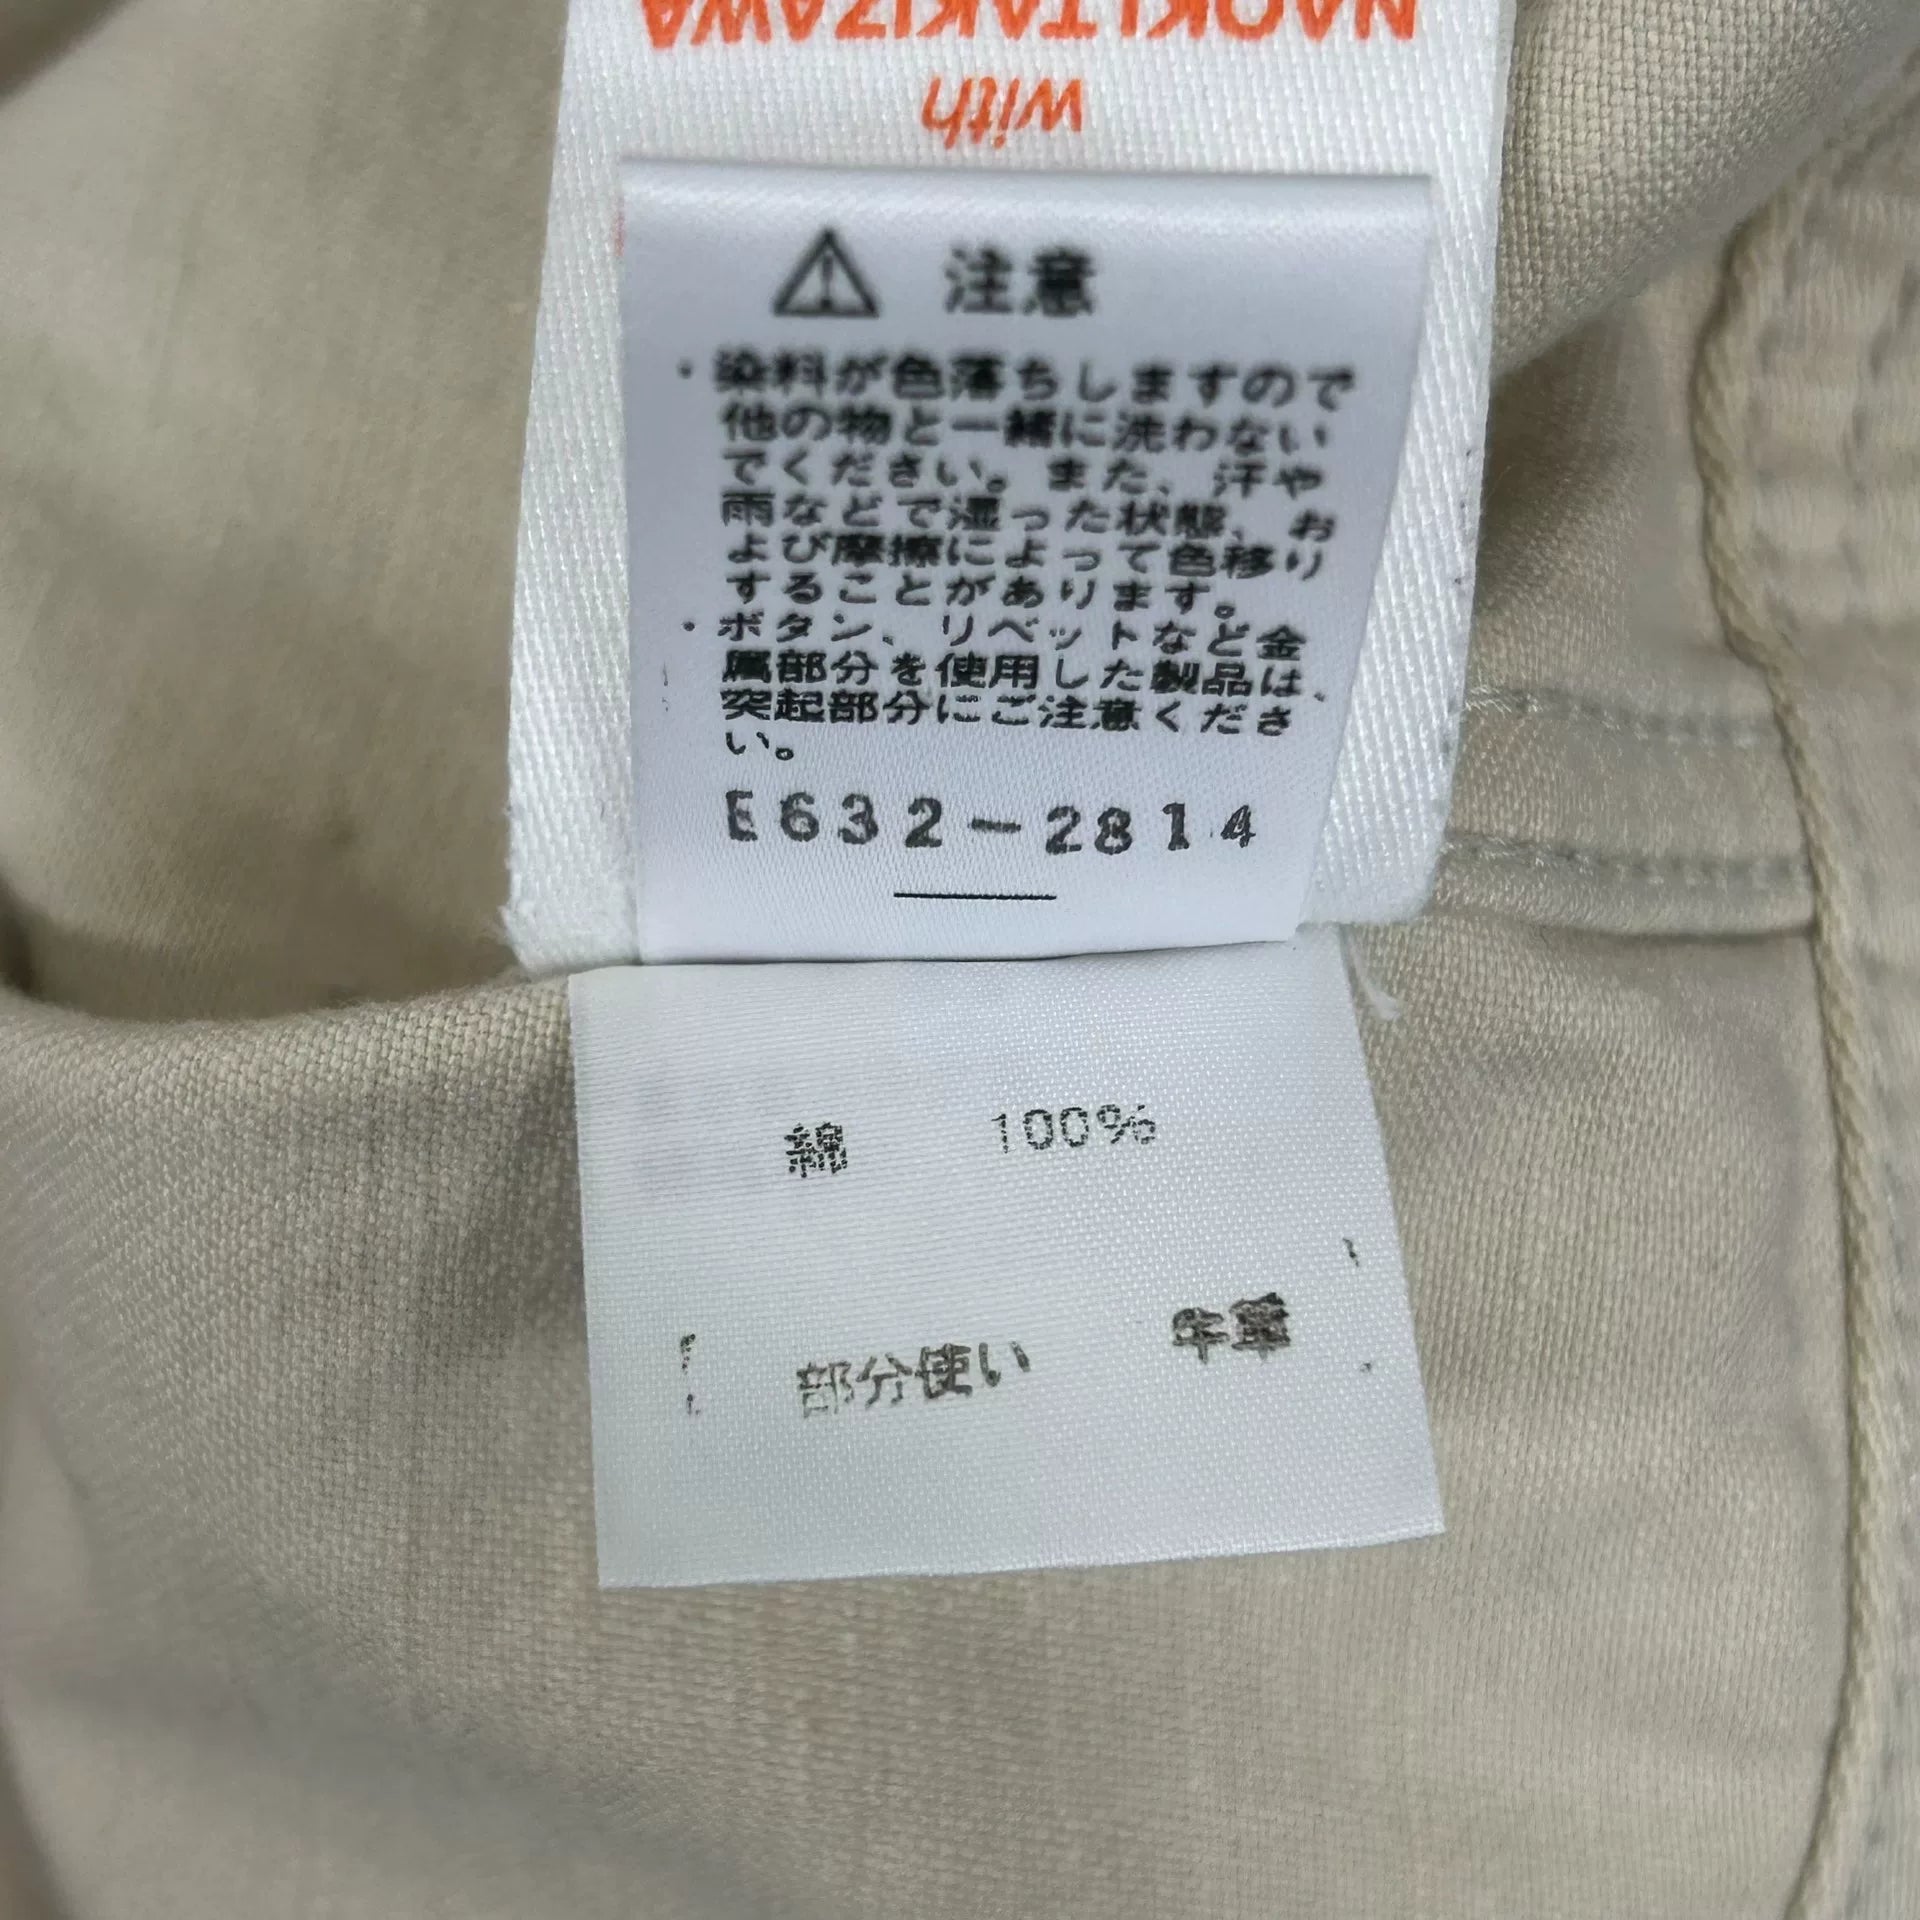 NAOKI TAKIZAWA
with
注意
・染料が色落ちしますので
他の物と一緒に洗わない
でください。また、汗や
雨などで湿った状態、お
よび摩擦によって色移り
することがあります。
・ボタン、リベットなど金
属部分を使用した製品は、
突起部分にご注意くださ
い。
E632-2814
綿 100%
部分使い 牛革